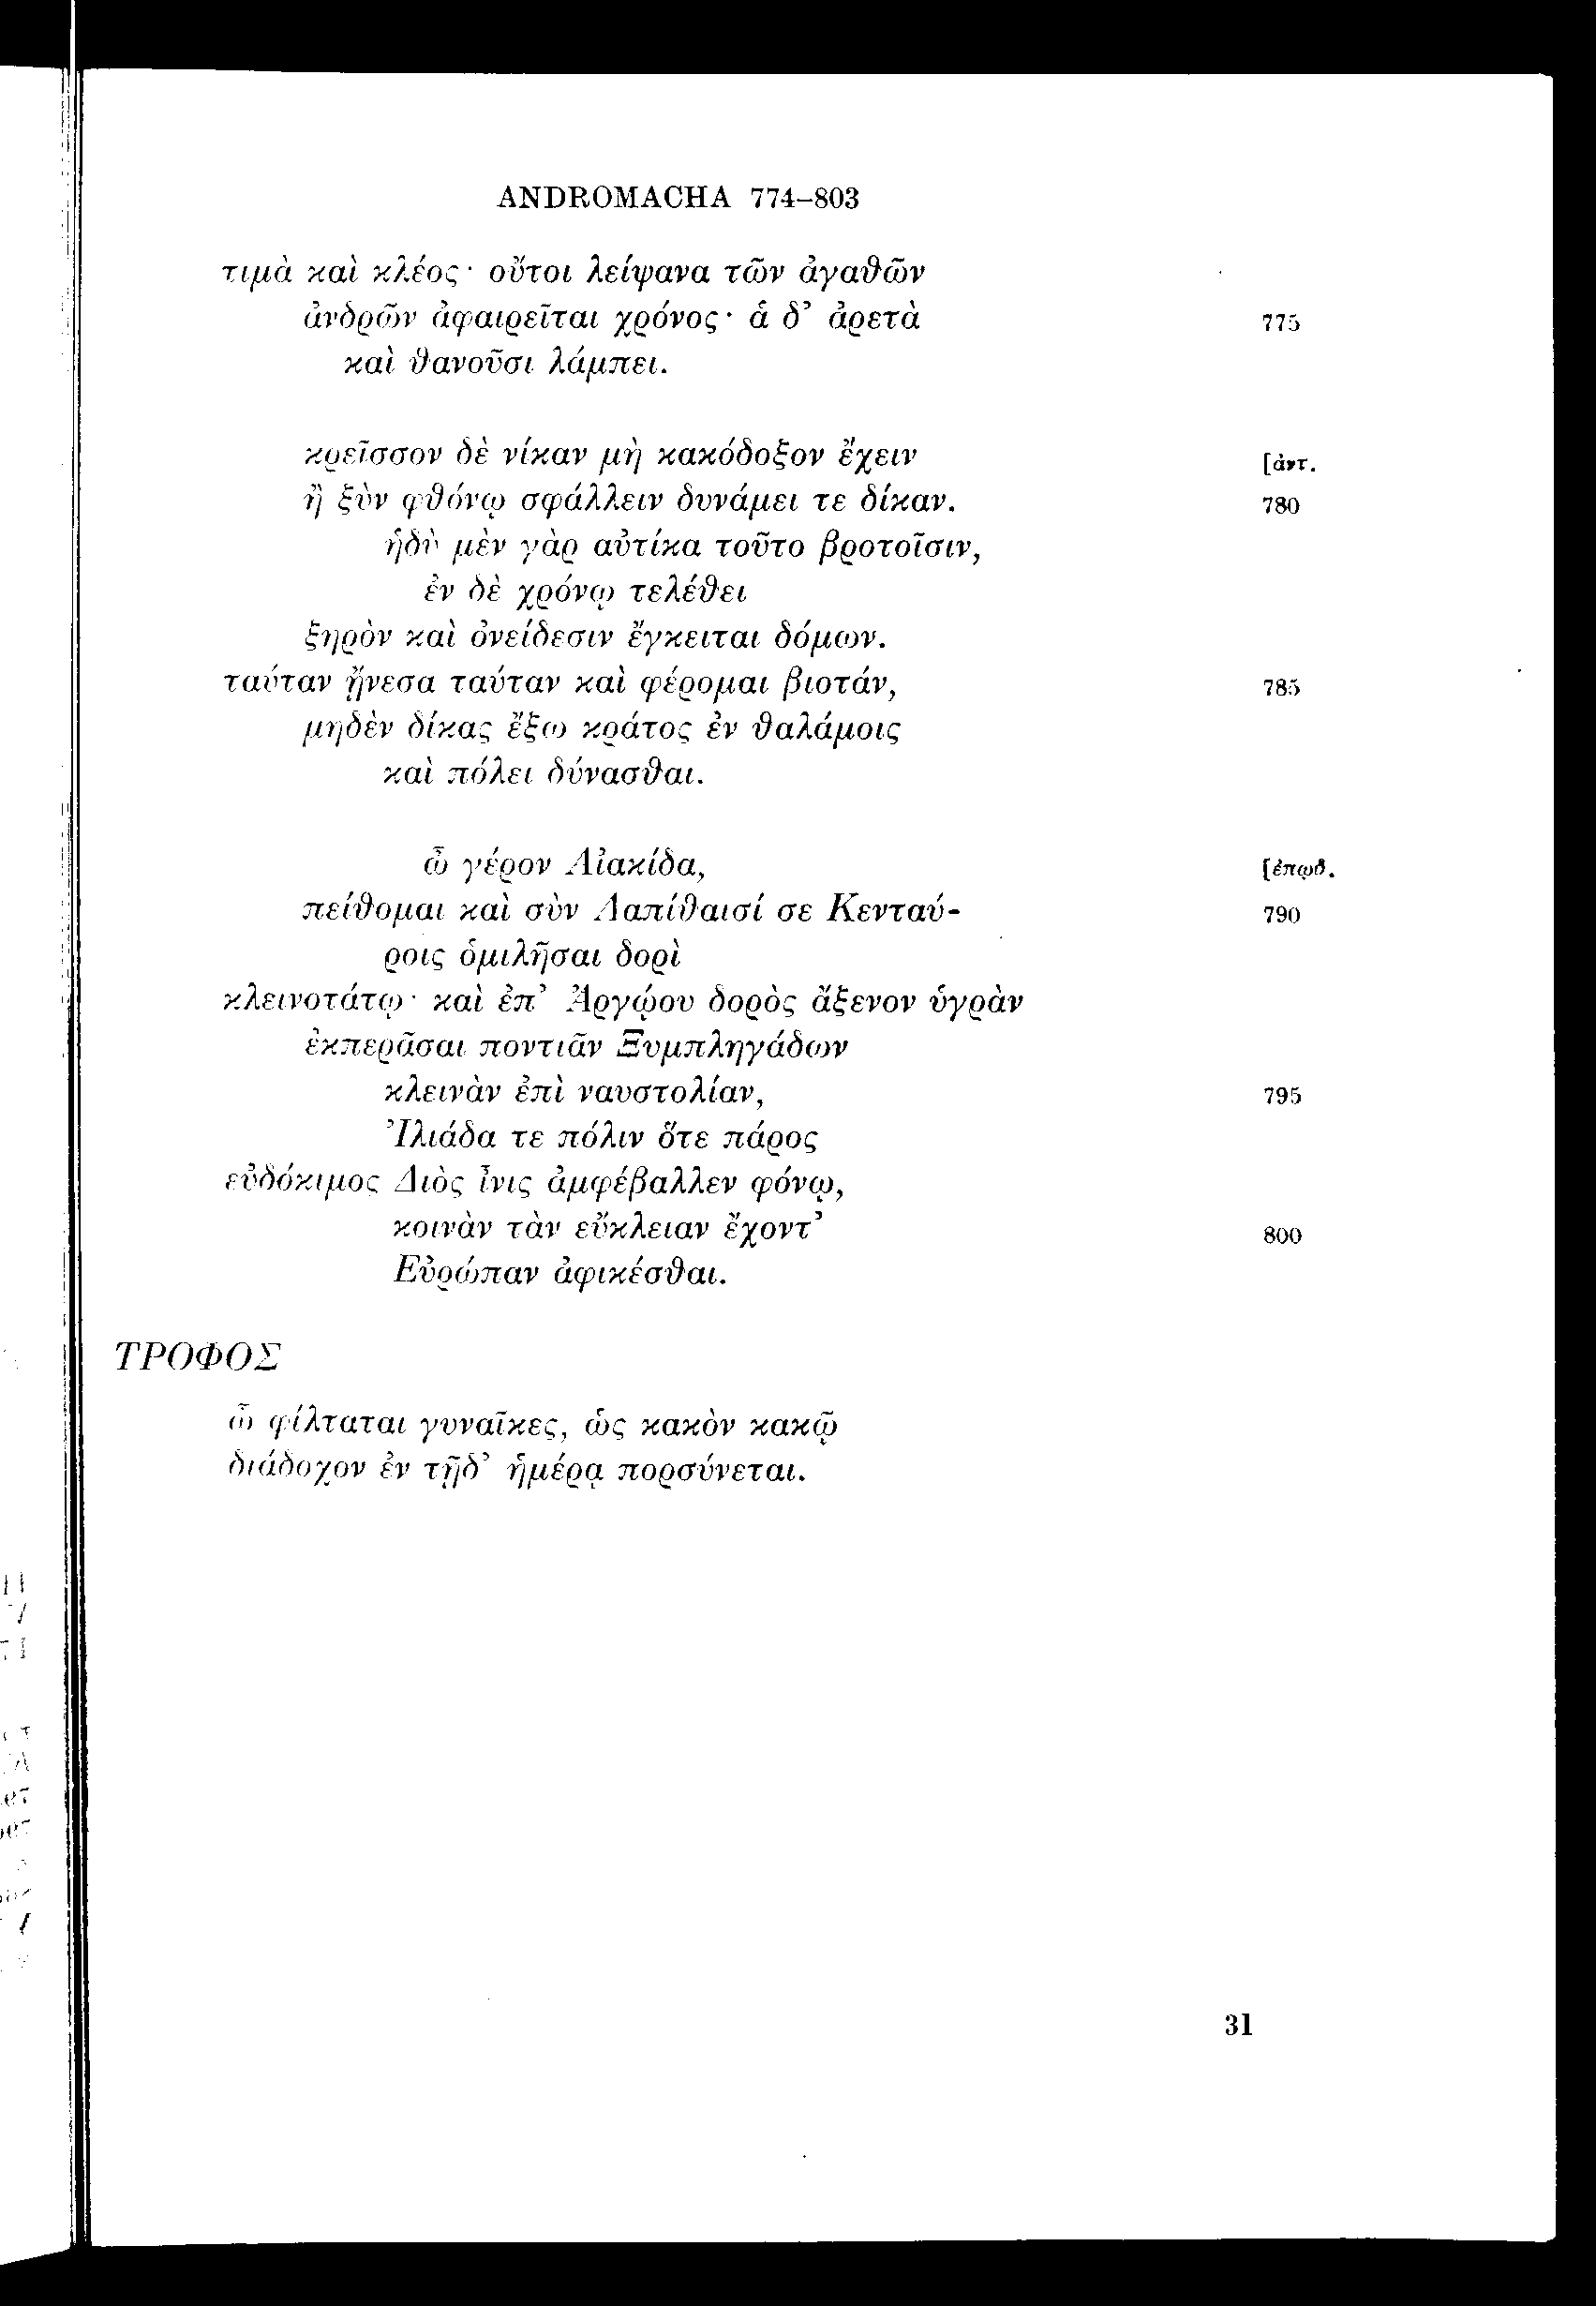 ANDROMACHA 774–803
τιμὰ καὶ κλέος· οὔτοι λείψανα τῶν ἀγαθῶν
ἀνδρῶν ἀφαιρεῖται χρόνος· ἁ δ’ ἀρετὰ 775
καὶ θανοῦσι λάμπει.
κρεῖσσον δὲ νίκαν μὴ κακόδοξον ἔχειν [ἀντ.
ἢ ξὺν φθόνῳ σφάλλειν δυνάμει τε δίκαν. 780
ἡδὺ μὲν γὰρ αὐτίκα τοῦτο βροτοῖσιν,
ἐν δὲ χρόνῳ τελέθει
ξηρὸν καὶ ὀνείδεσιν ἔγκειται δόμων.
ταύταν ᾔνεσα ταύταν καὶ φέρομαι βιοτάν, 785
μηδὲν δίκας ἔξω κράτος ἐν θαλάμοις
καὶ πόλει δύνασθαι.
ὦ γέρον Αἰακίδα, [ἐπῳδ.
πείθομαι καὶ σὺν Λαπίθαισί σε Κενταύ- 790
ροις ὁμιλῆσαι δορὶ
κλεινοτάτῳ· καὶ ἐπ’ Ἀργῴου δορὸς ἄξενον ὑγρὰν
ἐκπερᾶσαι ποντιᾶν Ξυμπληγάδων
κλεινὰν ἐπὶ ναυστολίαν, 795
Ἰλιάδα τε πόλιν ὅτε πάρος
εὐδόκιμος Διὸς ἶνις ἀμφέβαλλεν φόνῳ,
κοινὰν τὰν εὔκλειαν ἔχοντ’ 800
Εὐρώπαν ἀφικέσθαι.
ΤΡΟΦΟΣ
ὦ φίλταται γυναῖκες, ὡς κακὸν κακῷ
διάδοχον ἐν τῇδ’ ἡμέρᾳ πορσύνεται.
31